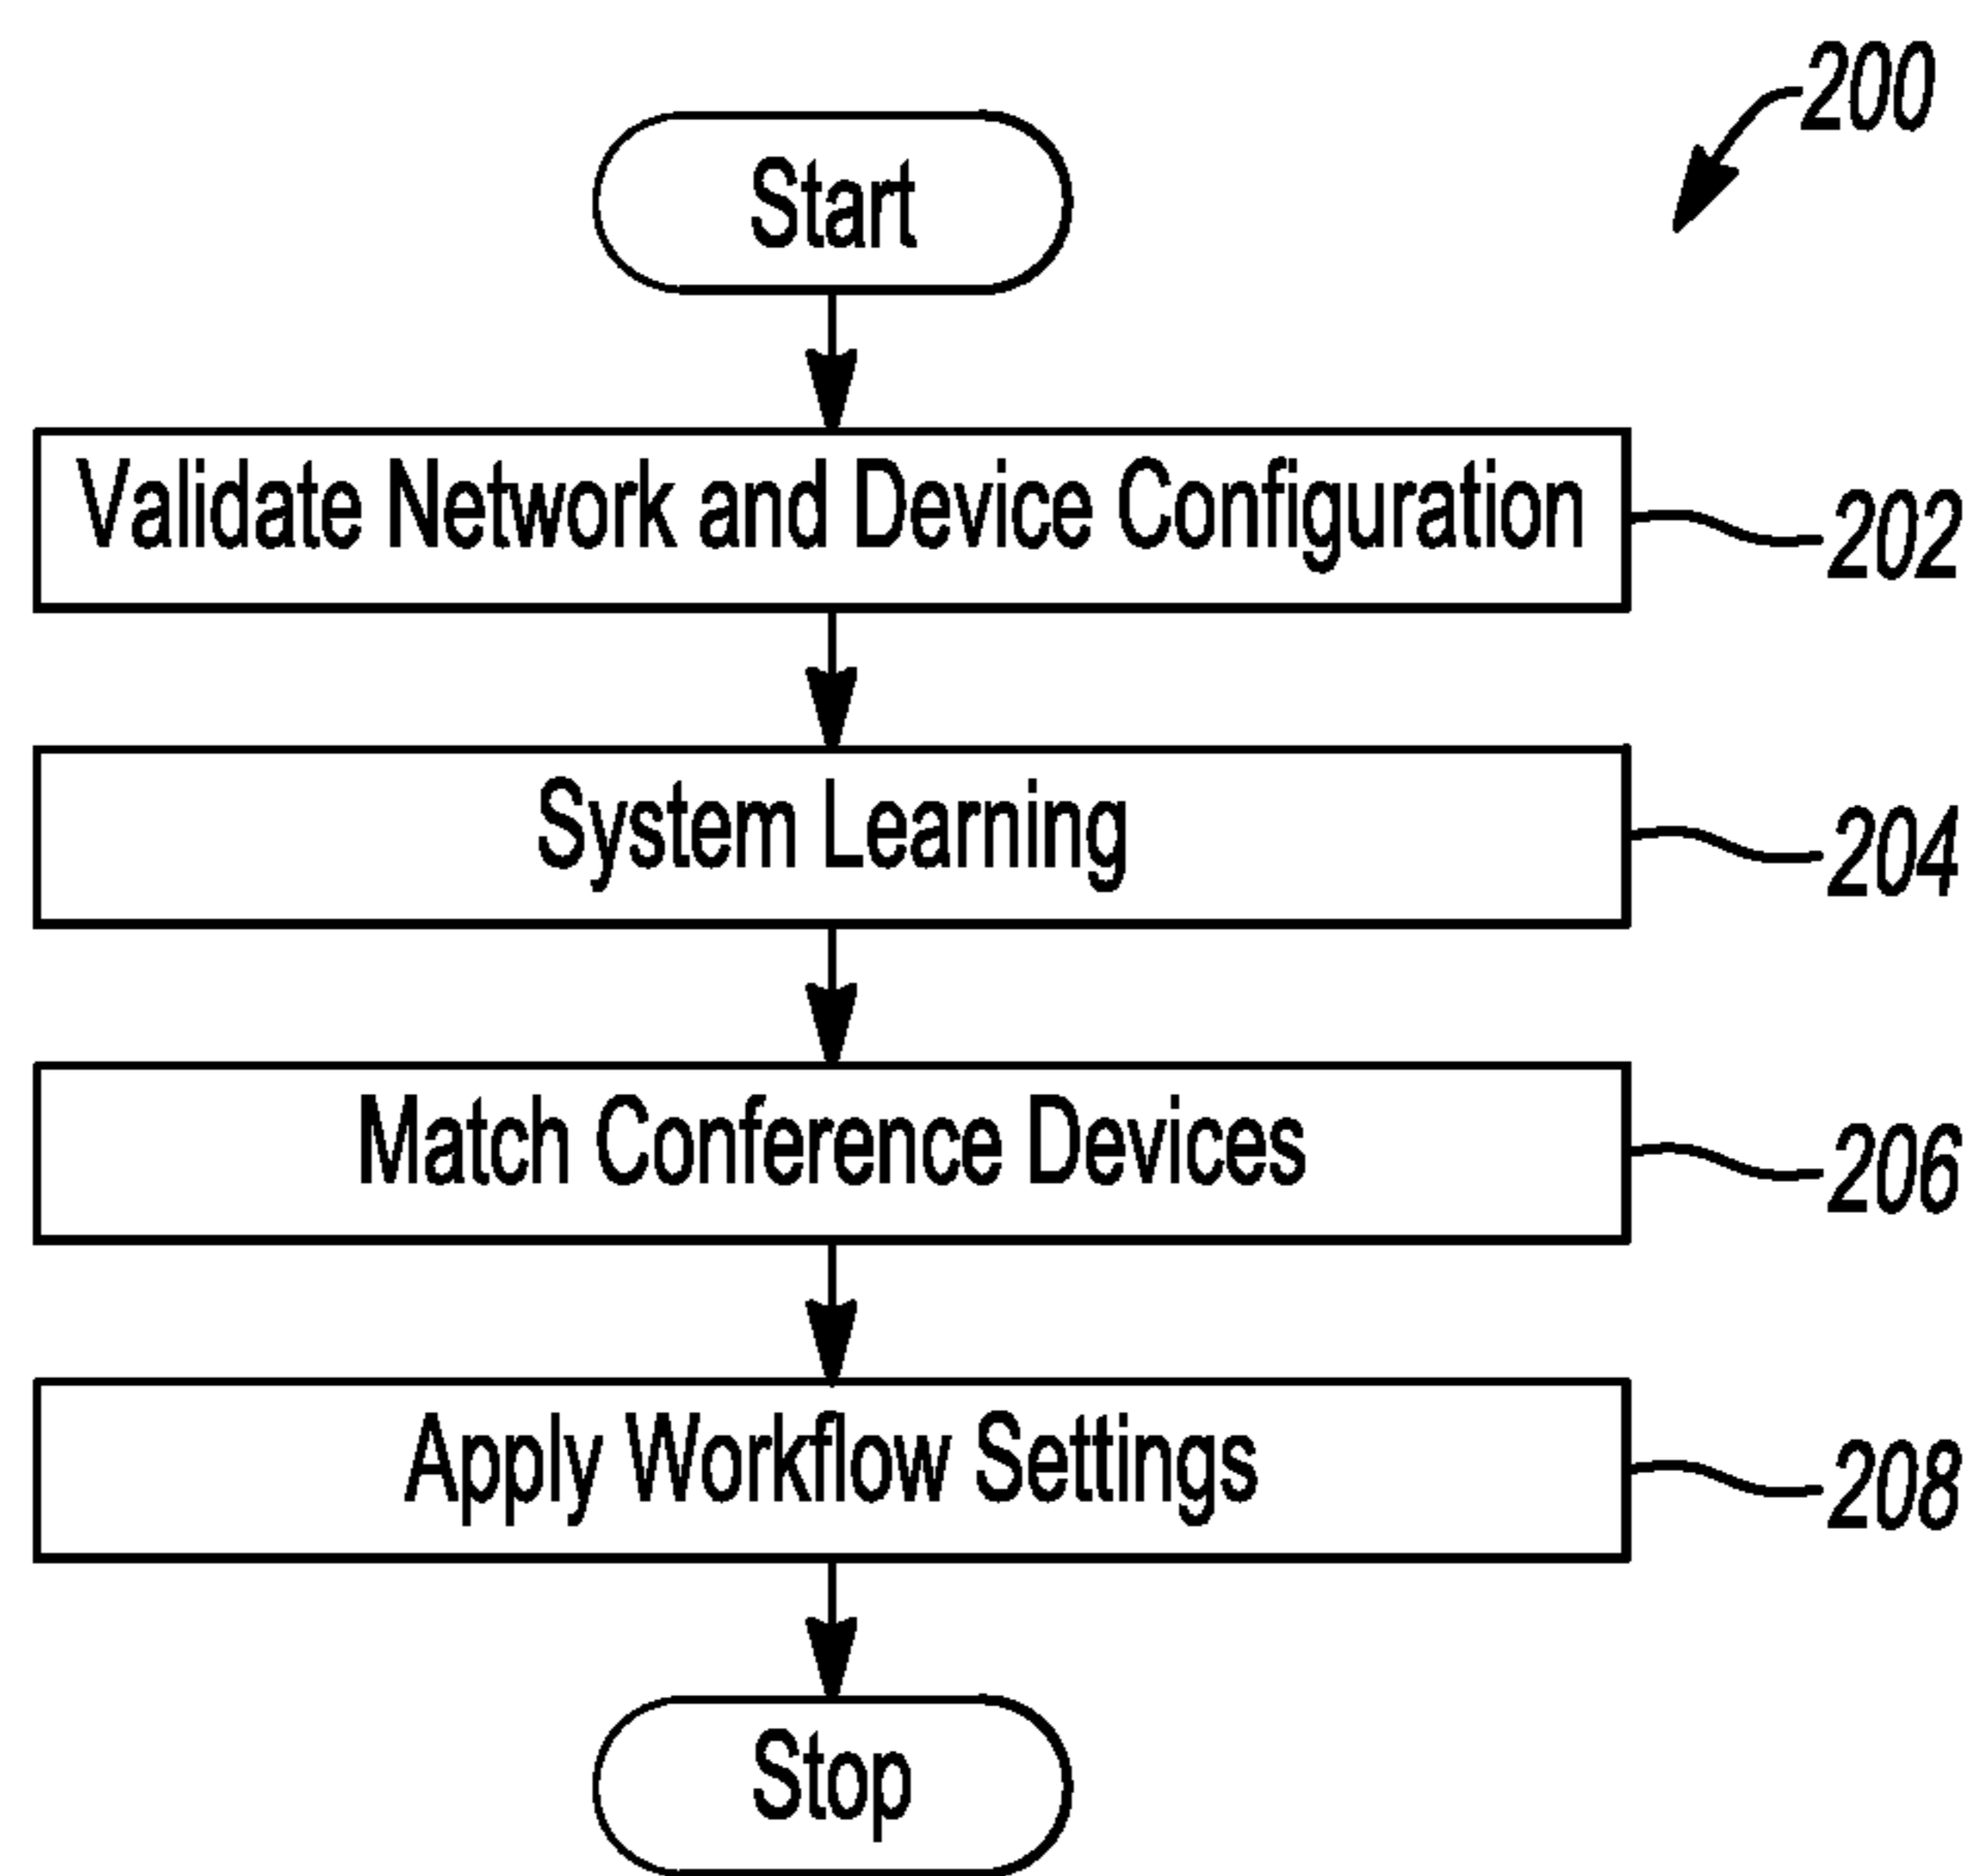 200
Start
Validate Network and Device Configuration
202
System Learning
204
Match Conference Devices
206
Apply Workflow Settings
208
Stop